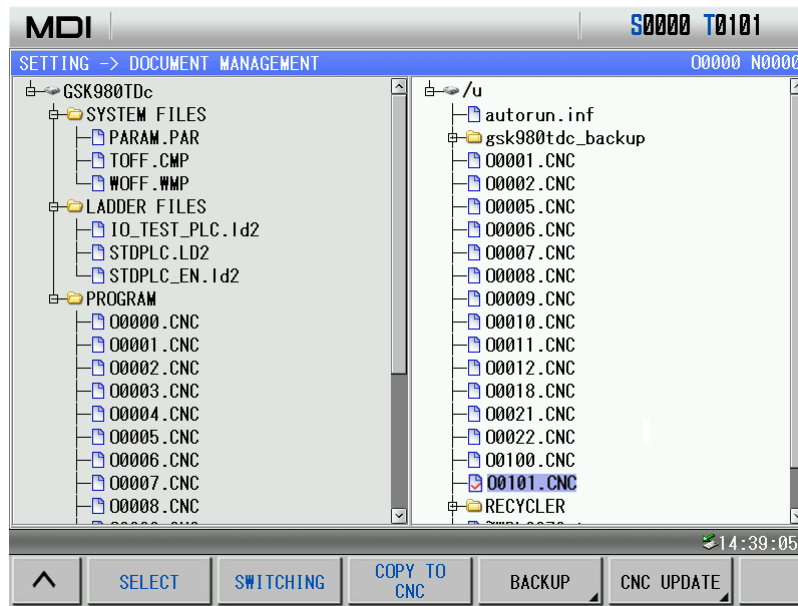 MDI
S0000 T0101
SETTING -> DOCUMENT MANAGEMENT
O0000 N0000
GSK980TDc
SYSTEM FILES
PARAM.PAR
TOFF.CMP
WOFF.WMP
LADDER FILES
IO_TEST_PLC.ld2
STDPLC.LD2
STDPLC_EN.ld2
PROGRAM
O0000.CNC
O0001.CNC
O0002.CNC
O0003.CNC
O0004.CNC
O0005.CNC
O0006.CNC
O0007.CNC
O0008.CNC
/u
autorun.inf
gsk980tdc_backup
O0001.CNC
O0002.CNC
O0005.CNC
O0006.CNC
O0007.CNC
O0008.CNC
O0009.CNC
O0010.CNC
O0011.CNC
O0012.CNC
O0018.CNC
O0021.CNC
O0022.CNC
O0100.CNC
O0101.CNC
RECYCLER
14:39:05
SELECT
SWITCHING
COPY TO
CNC
BACKUP
CNC UPDATE